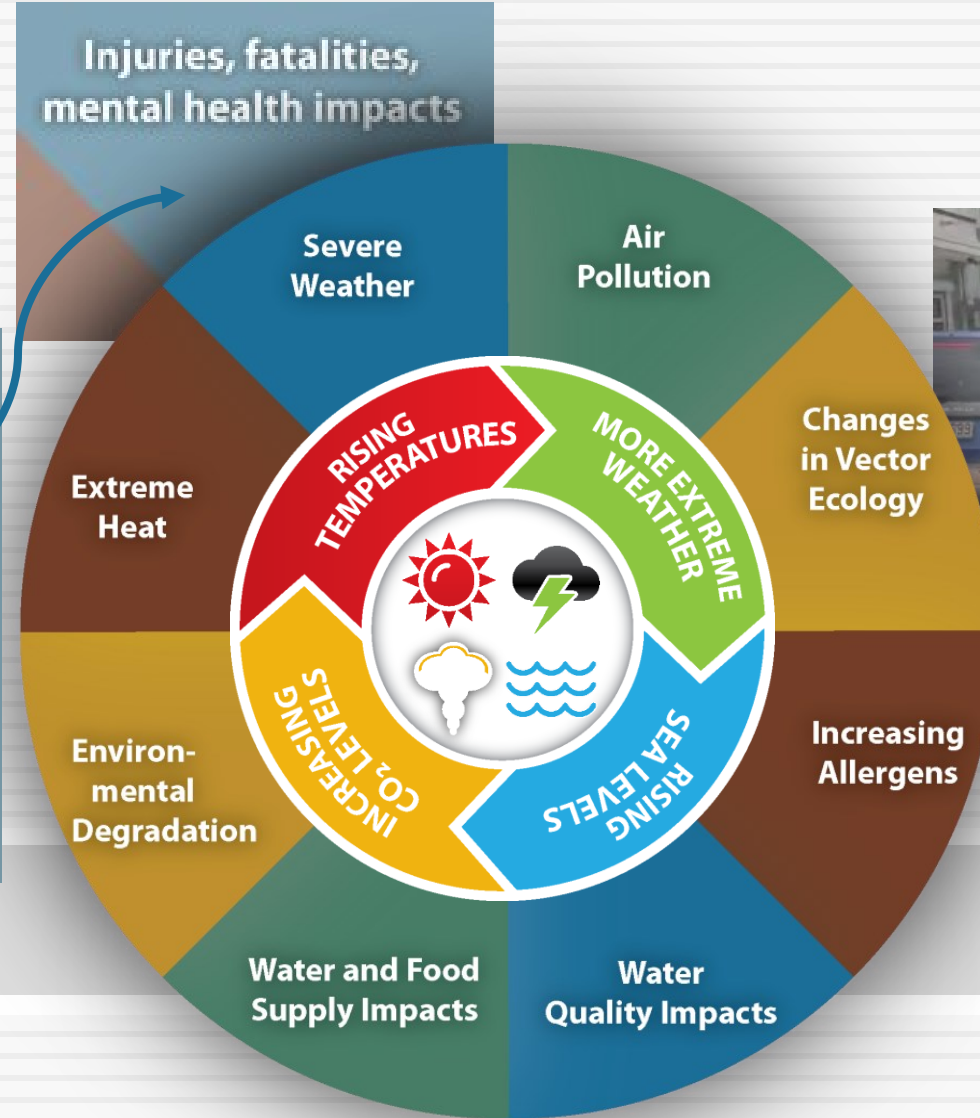 Injuries, fatalities,
mental health impacts
Severe
Weather
Air
Pollution
Changes
in Vector
Ecology
Increasing
Allergens
Water
Quality Impacts
Water and Food
Supply Impacts
Environ-
mental
Degradation
Extreme
Heat
RISING
TEMPERATURES
MORE EXTREME
WEATHER
RISING
SEA LEVELS
INCREASING
CO₂ LEVELS